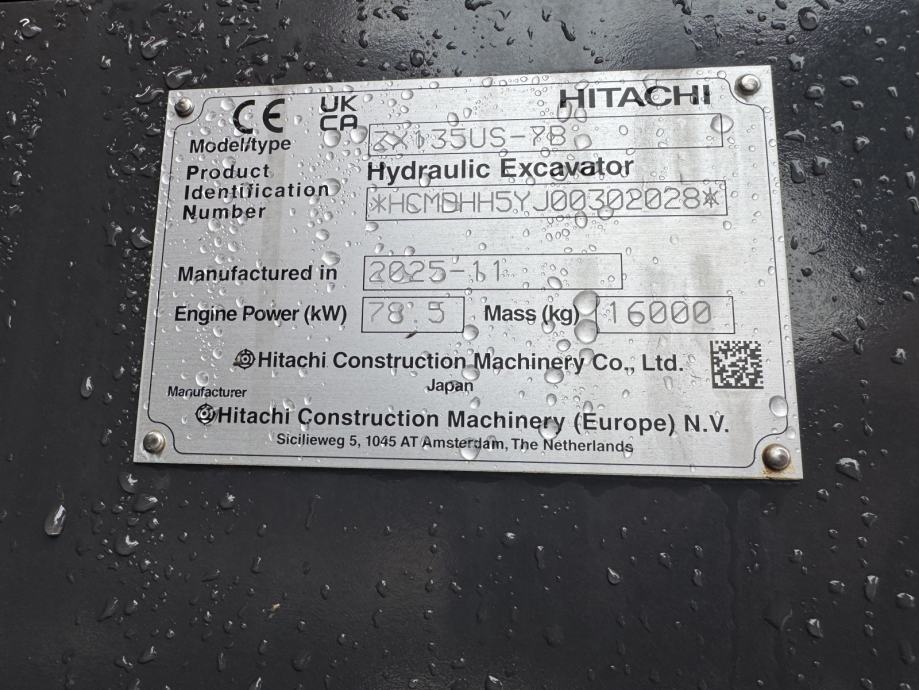 CE UK CA HITACHI
Model/type ZX135US-7B
Product Hydraulic Excavator
Identification
Number *HCMDHH5YJ00302028*
Manufactured in 2025-11
Engine Power (kW) 78.5 Mass (kg) 16000
Hitachi Construction Machinery Co., Ltd.
Japan
Manufacturer
Hitachi Construction Machinery (Europe) N.V.
Sicilieweg 5, 1045 AT Amsterdam, The Netherlands